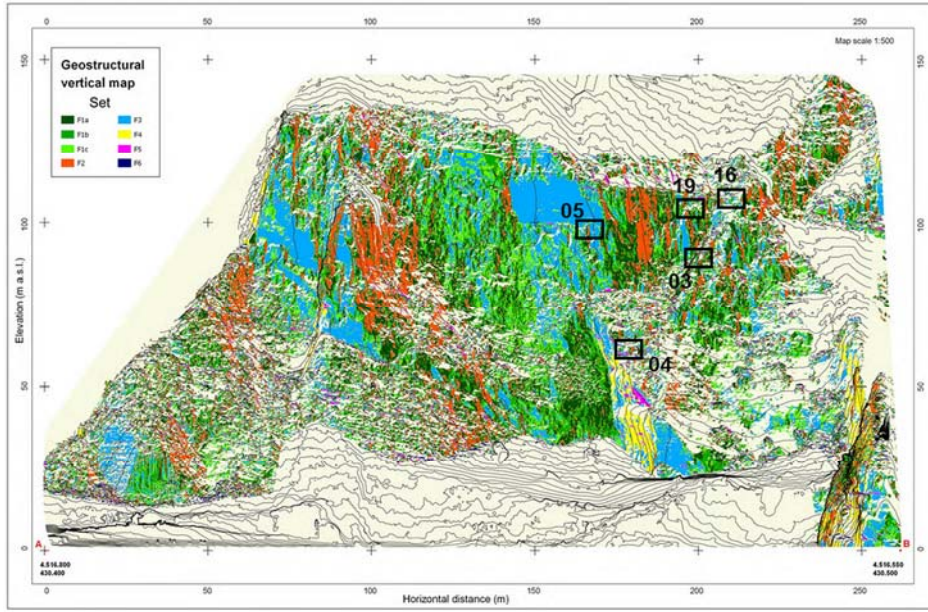 0 50 100 150 200 250
Map scale 1:500
150 150
Geostructural
vertical map
Set
F1a F3
F1b F4
F1c F5
F2 F6
19 16
05
100 100
03
04
50 50
Elevation (m a.s.l.)
0 0
A B
4.516.800 4.516.550
430.400 430.500
0 50 100 150 200 250
Horizontal distance (m)